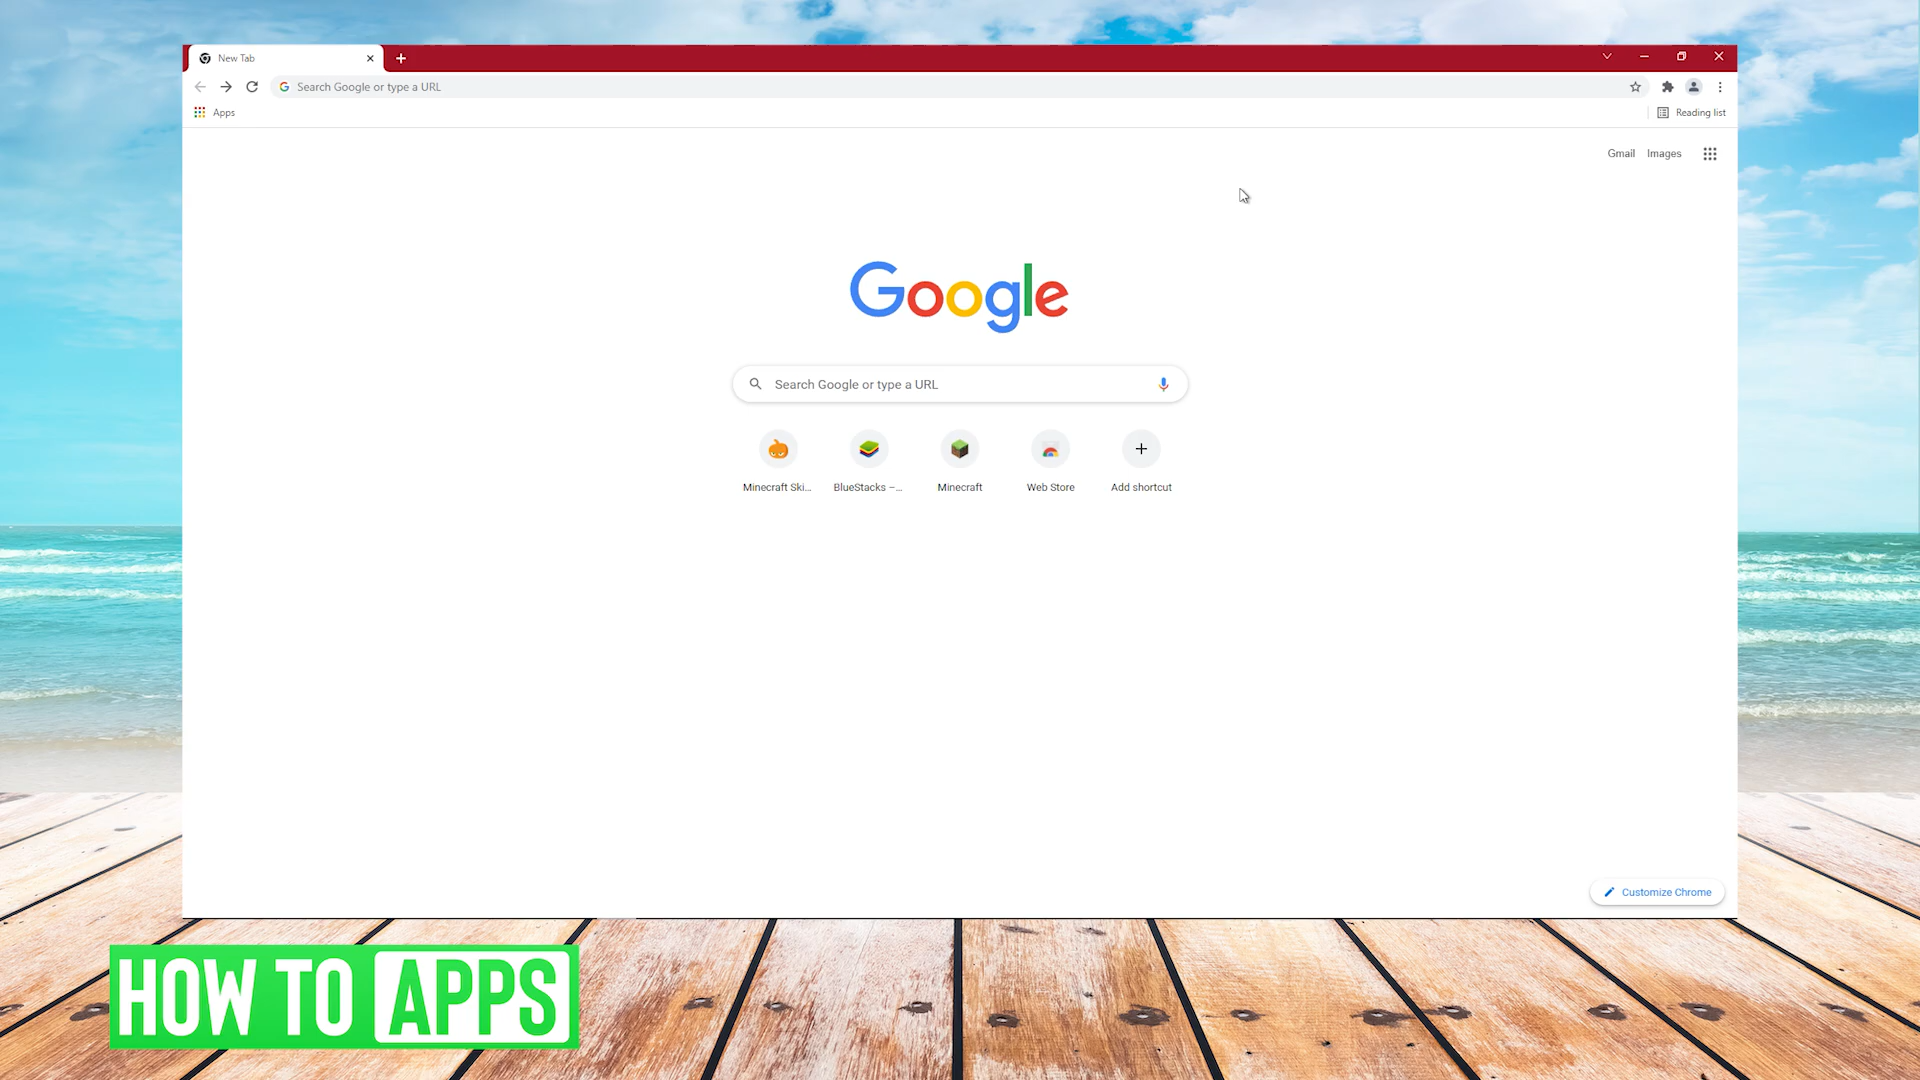 New Tab
Search Google or type a URL
Apps
Reading list
Gmail Images
Google
Search Google or type a URL
Minecraft Ski... BlueStacks –... Minecraft Web Store Add shortcut
Customize Chrome
HOW TO APPS